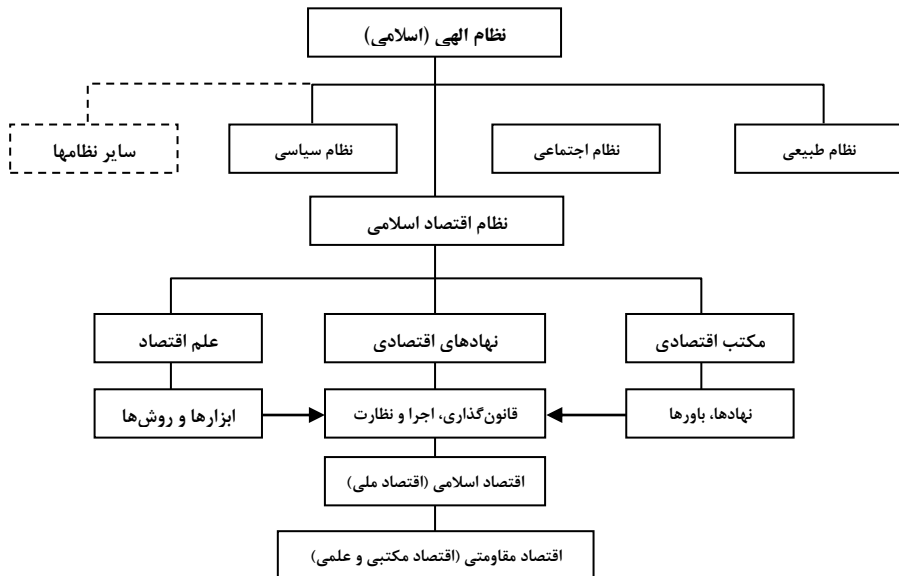 نظام الهی (اسلامی)
نظام طبیعی
نظام اجتماعی
نظام سیاسی
سایر نظامها
نظام اقتصاد اسلامی
مکتب اقتصادی
نهادهای اقتصادی
علم اقتصاد
نهادها، باورها
قانون‌گذاری، اجرا و نظارت
ابزارها و روش‌ها
اقتصاد اسلامی (اقتصاد ملی)
اقتصاد مقاومتی (اقتصاد مکتبی و علمی)